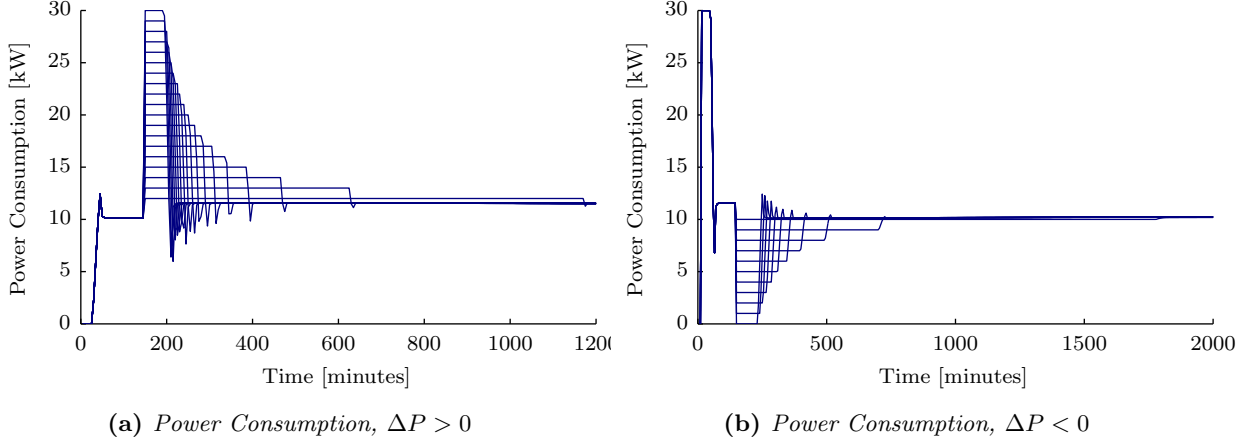 30
25
20
15
10
5
0
Power Consumption [kW]
0 200 400 600 800 1000 1200
Time [minutes]
(a) Power Consumption, ΔP > 0
30
25
20
15
10
5
0
Power Consumption [kW]
0 500 1000 1500 2000
Time [minutes]
(b) Power Consumption, ΔP < 0